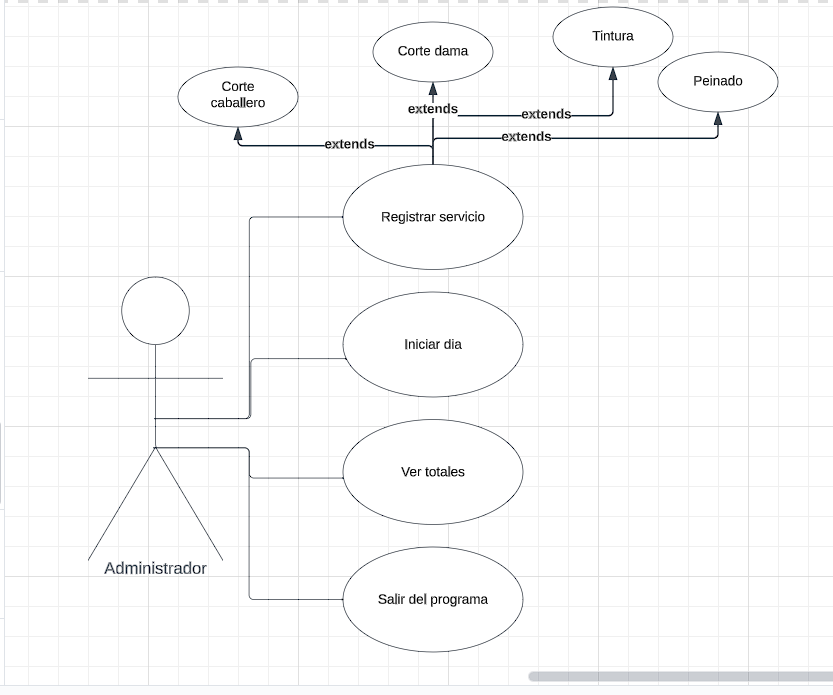 Tintura
Corte dama
Peinado
Corte
caballero
extends
extends
extends
extends
Registrar servicio
Iniciar dia
Ver totales
Administrador
Salir del programa